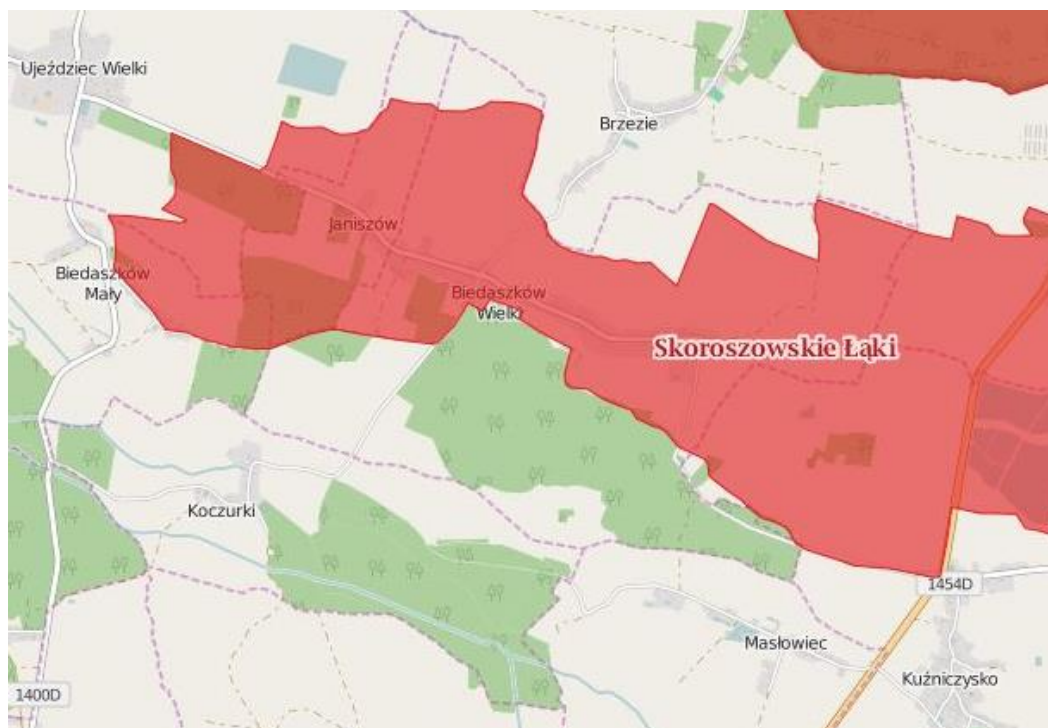 Ujeździec Wielki
Brzezie
Janiszów
Biedaszków
Mały
Biedaszków
Wielki
Skoroszowskie Łąki
Koczurki
1454D
Masłowiec
Kuźniczysko
1400D